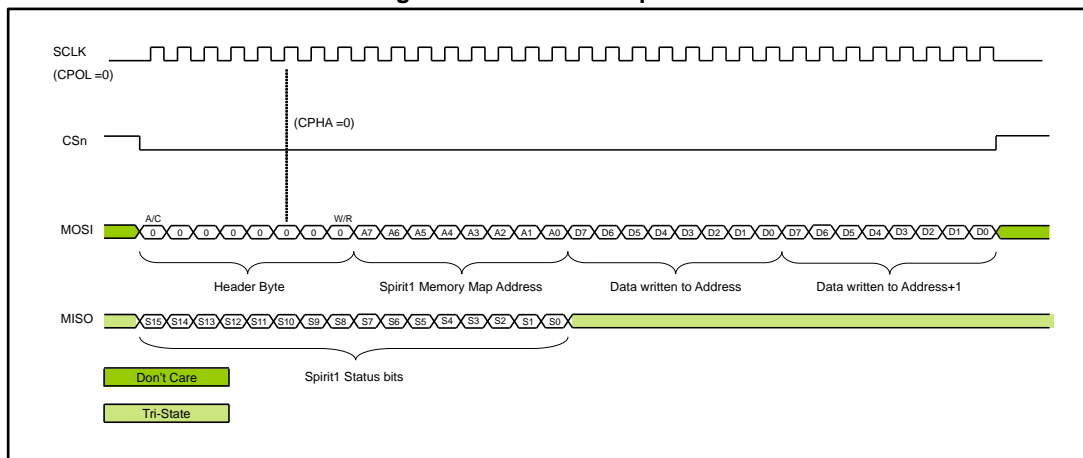 SCLK
(CPOL =0)
(CPHA =0)
CSn
A/C W/R
MOSI 0 0 0 0 0 0 0 0 A7 A6 A5 A4 A3 A2 A1 A0 D7 D6 D5 D4 D3 D2 D1 D0 D7 D6 D5 D4 D3 D2 D1 D0
Header Byte Spirit1 Memory Map Address Data written to Address Data written to Address+1
MISO S15 S14 S13 S12 S11 S10 S9 S8 S7 S6 S5 S4 S3 S2 S1 S0
Don't Care Spirit1 Status bits
Tri-State